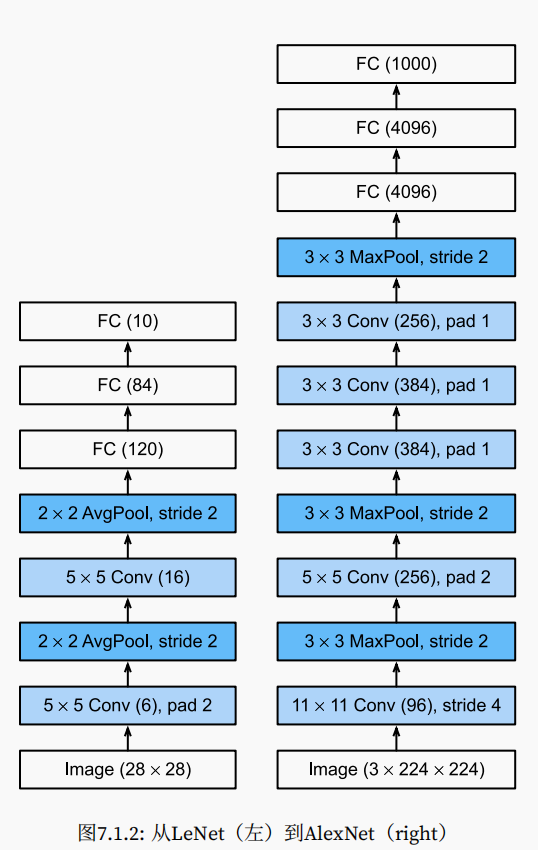 FC (1000)
FC (4096)
FC (4096)
3 × 3 MaxPool, stride 2
FC (10)
3 × 3 Conv (256), pad 1
FC (84)
3 × 3 Conv (384), pad 1
FC (120)
3 × 3 Conv (384), pad 1
2 × 2 AvgPool, stride 2
3 × 3 MaxPool, stride 2
5 × 5 Conv (16)
5 × 5 Conv (256), pad 2
2 × 2 AvgPool, stride 2
3 × 3 MaxPool, stride 2
5 × 5 Conv (6), pad 2
11 × 11 Conv (96), stride 4
Image (28 × 28)
Image (3 × 224 × 224)
图7.1.2: 从LeNet（左）到AlexNet（right）